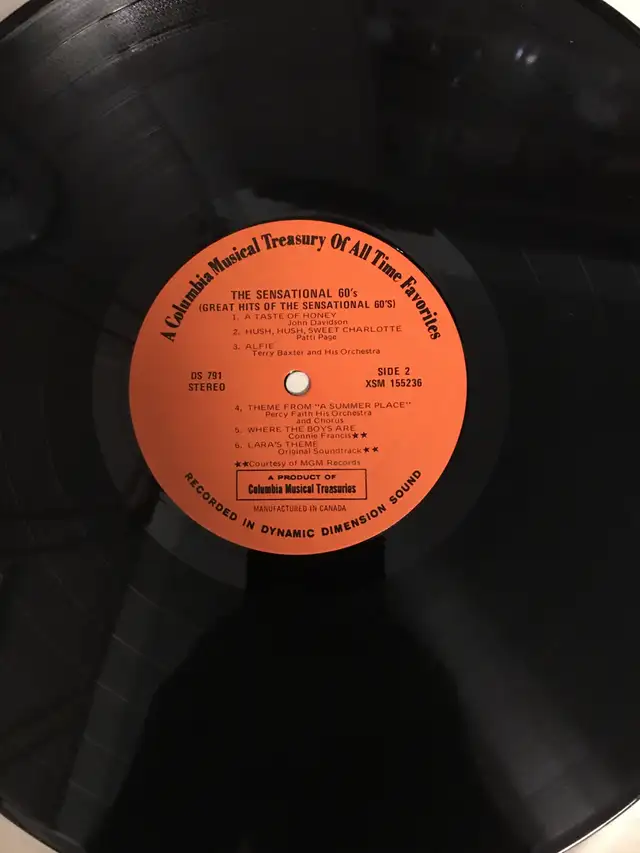 A Columbia Musical Treasury Of All Time Favorites
THE SENSATIONAL 60's
(GREAT HITS OF THE SENSATIONAL 60'S)
1. A TASTE OF HONEY
John Davidson
2. HUSH, HUSH, SWEET CHARLOTTE
Patti Page
3. ALFIE
Terry Baxter and His Orchestra
DS 791
STEREO
SIDE 2
XSM 155236
4. THEME FROM "A SUMMER PLACE"
Percy Faith His Orchestra
and Chorus
5. WHERE THE BOYS ARE
Connie Francis★★
6. LARA'S THEME
Original Soundtrack★★
★★Courtesy of MGM Records
A PRODUCT OF
Columbia Musical Treasuries
MANUFACTURED IN CANADA
RECORDED IN DYNAMIC DIMENSION SOUND